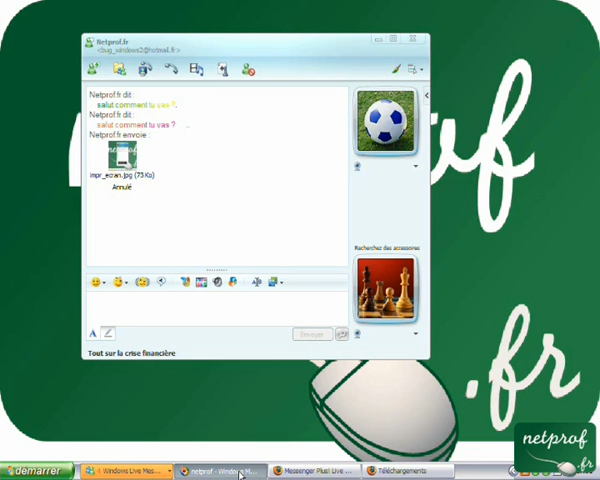 Netprof.fr
<bug_windows2@hotmail.fr>
Netprof.fr dit :
salut comment tu vas ?.
Netprof.fr dit :
salut comment tu vas ? ..
Netprof.fr envoie :
impr_ecran.jpg (73 Ko)
Annulé
Recherchez des accessoires
A
Envoyer
Tout sur la crise financière
.fr
netprof
.fr
démarrer
4 Windows Live Mes...
netprof - Windows M...
Messenger Plus! Live ...
Téléchargements